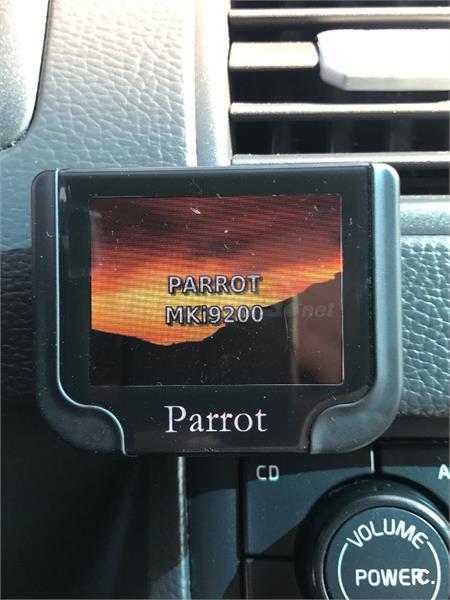 PARROT
MKi9200
Parrot
CD
A
VOLUME
POWER